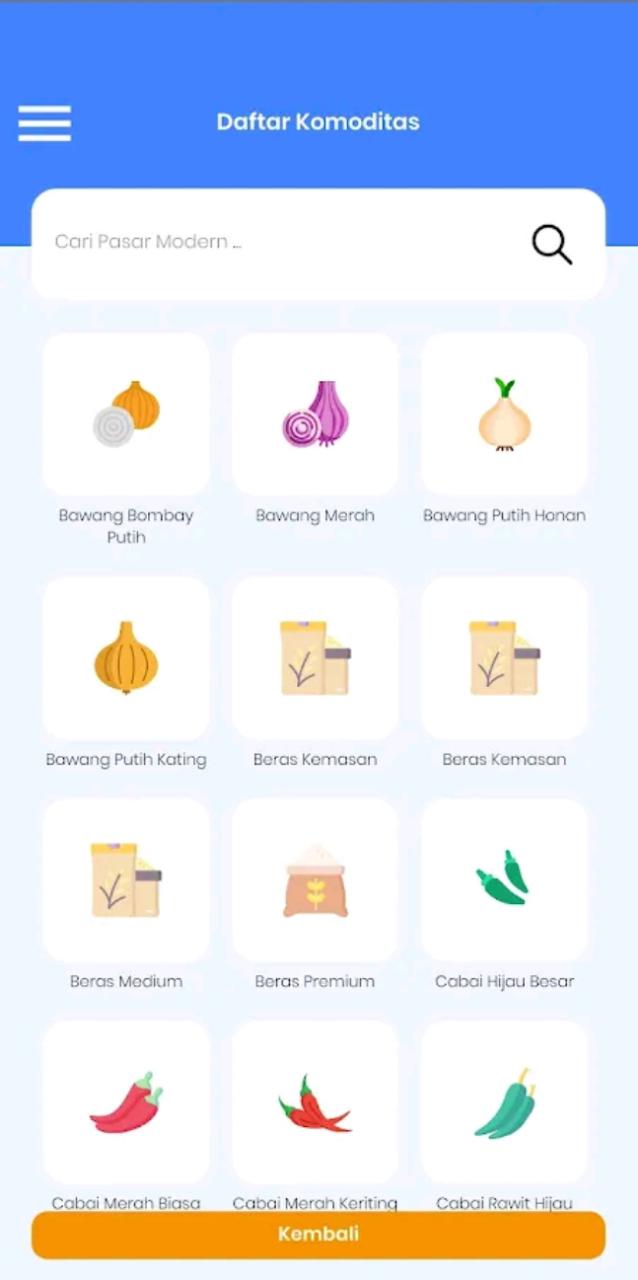 Daftar Komoditas
Cari Pasar Modern ...
Bawang Bombay
Putih
Bawang Merah
Bawang Putih Honan
Bawang Putih Kating
Beras Kemasan
Beras Kemasan
Beras Medium
Beras Premium
Cabai Hijau Besar
Cabai Merah Biasa
Cabai Merah Keriting
Cabai Rawit Hijau
Kembali